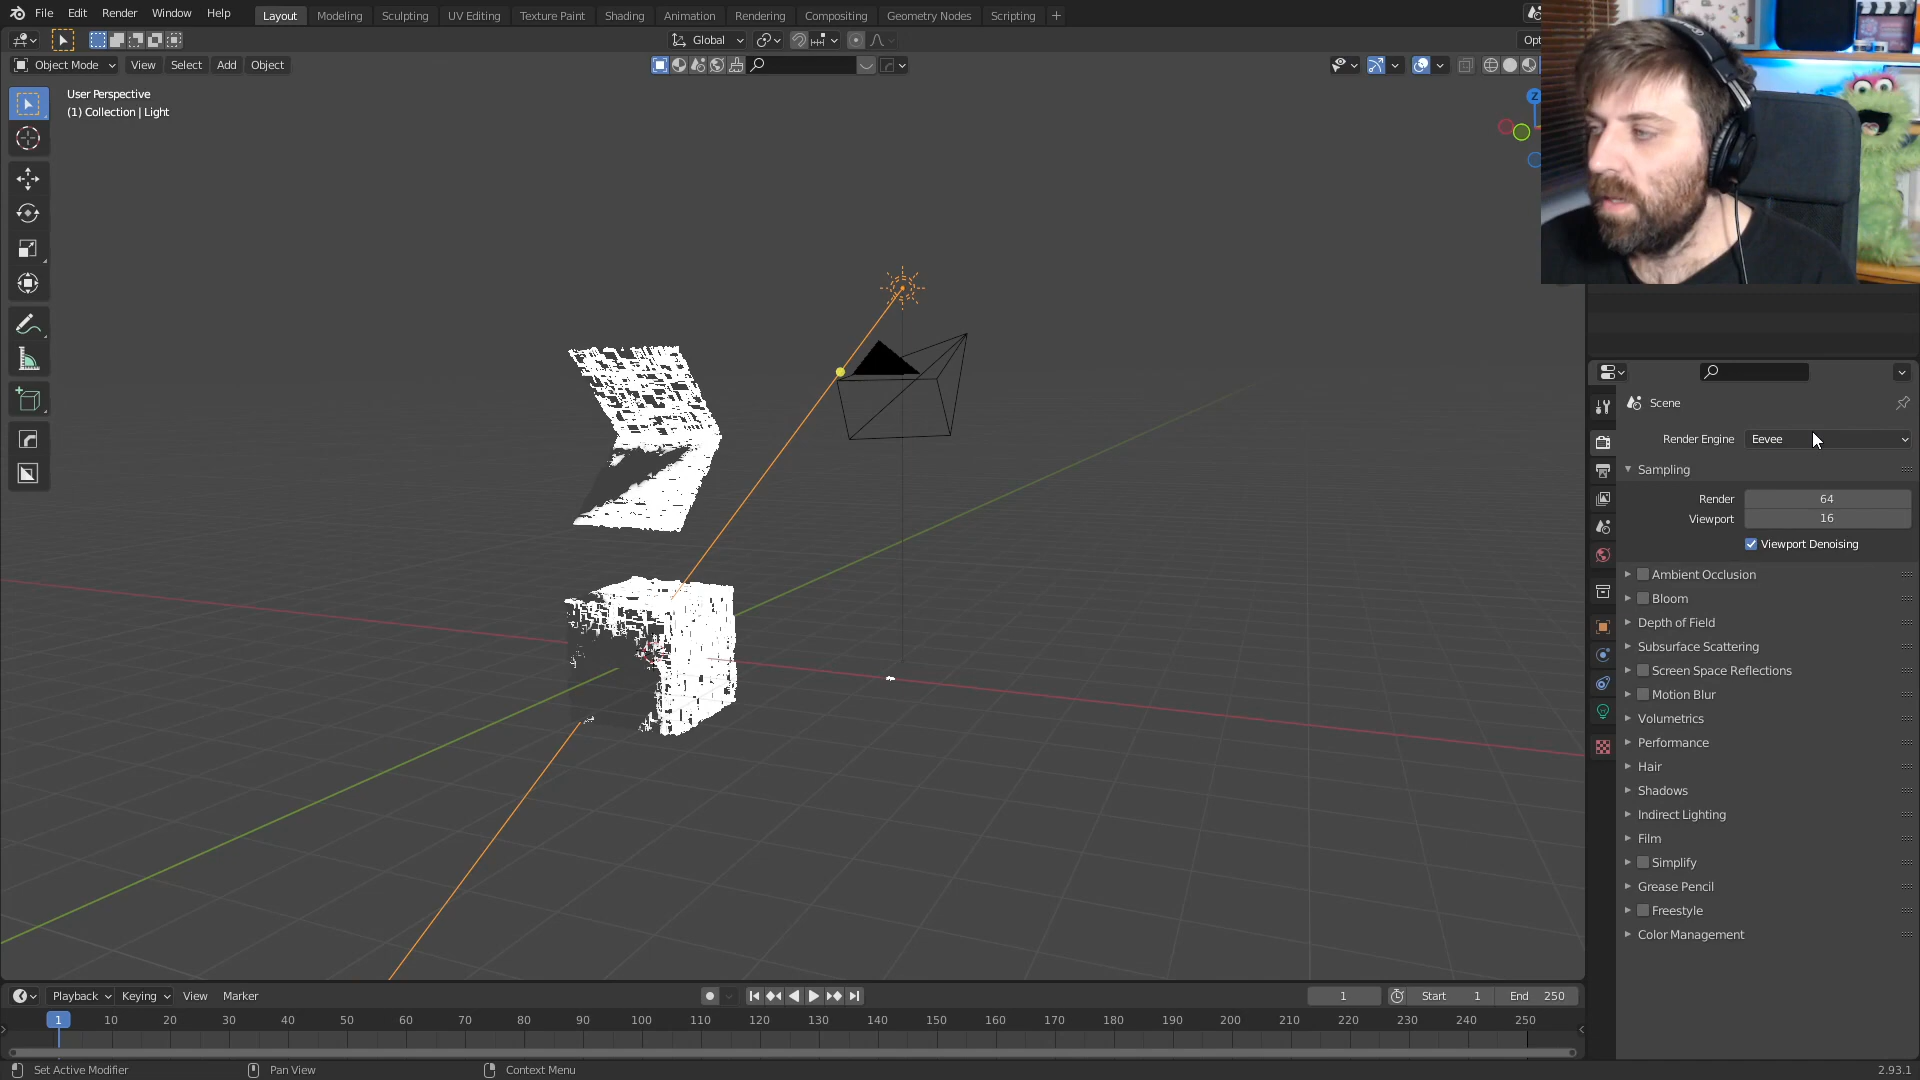 File Edit Render Window Help Layout Modeling Sculpting UV Editing Texture Paint Shading Animation Rendering Compositing Geometry Nodes Scripting +
Global
Object Mode View Select Add Object
User Perspective
(1) Collection | Light
Z
Scene
Render Engine Eevee
Sampling
Render 64
Viewport 16
Viewport Denoising
Ambient Occlusion
Bloom
Depth of Field
Subsurface Scattering
Screen Space Reflections
Motion Blur
Volumetrics
Performance
Hair
Shadows
Indirect Lighting
Film
Simplify
Grease Pencil
Freestyle
Color Management
Playback Keying View Marker 1 Start 1 End 250
1 10 20 30 40 50 60 70 80 90 100 110 120 130 140 150 160 170 180 190 200 210 220 230 240 250
Set Active Modifier Pan View Context Menu 2.93.1